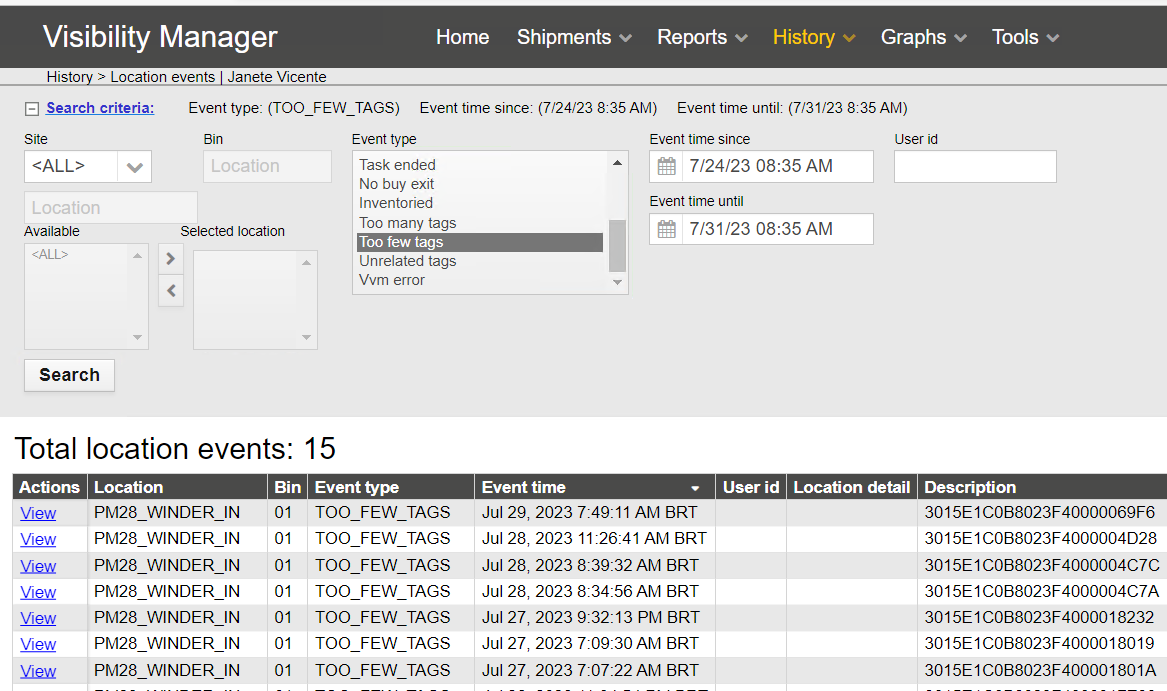 Visibility Manager Home Shipments Reports History Graphs Tools
History > Location events | Janete Vicente
Search criteria: Event type: (TOO_FEW_TAGS) Event time since: (7/24/23 8:35 AM) Event time until: (7/31/23 8:35 AM)
Site Bin Event type Event time since User id
<ALL> Location 7/24/23 08:35 AM
Task ended
No buy exit
Inventoried
Too many tags
Too few tags
Unrelated tags
Vvm error
Event time until
7/31/23 08:35 AM
Location
Available Selected location
<ALL>
Search
Total location events: 15
Actions Location Bin Event type Event time User id Location detail Description
View PM28_WINDER_IN 01 TOO_FEW_TAGS Jul 29, 2023 7:49:11 AM BRT 3015E1C0B8023F40000069F6
View PM28_WINDER_IN 01 TOO_FEW_TAGS Jul 28, 2023 11:26:41 AM BRT 3015E1C0B8023F4000004D28
View PM28_WINDER_IN 01 TOO_FEW_TAGS Jul 28, 2023 8:39:32 AM BRT 3015E1C0B8023F4000004C7C
View PM28_WINDER_IN 01 TOO_FEW_TAGS Jul 28, 2023 8:34:56 AM BRT 3015E1C0B8023F4000004C7A
View PM28_WINDER_IN 01 TOO_FEW_TAGS Jul 27, 2023 9:32:13 PM BRT 3015E1C0B8023F4000018232
View PM28_WINDER_IN 01 TOO_FEW_TAGS Jul 27, 2023 7:09:30 AM BRT 3015E1C0B8023F4000018019
View PM28_WINDER_IN 01 TOO_FEW_TAGS Jul 27, 2023 7:07:22 AM BRT 3015E1C0B8023F400001801A